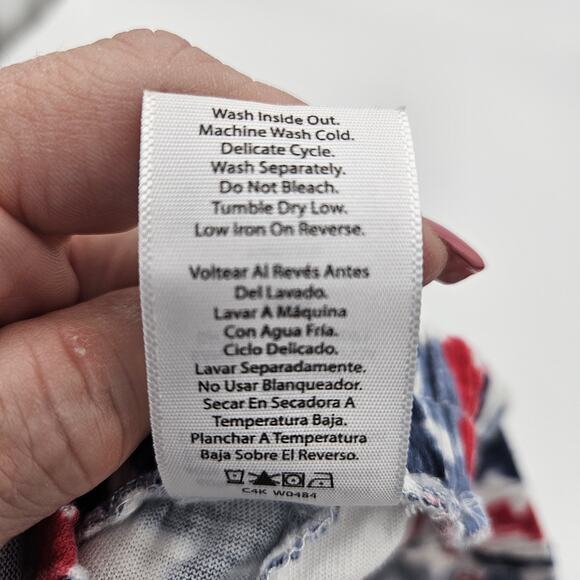 Wash Inside Out.
Machine Wash Cold.
Delicate Cycle.
Wash Separately.
Do Not Bleach.
Tumble Dry Low.
Low Iron On Reverse.
Voltear Al Revés Antes
Del Lavado.
Lavar A Máquina
Con Agua Fría.
Ciclo Delicado.
Lavar Separadamente.
No Usar Blanqueador.
Secar En Secadora A
Temperatura Baja.
Planchar A Temperatura
Baja Sobre El Reverso.
C4K W0484